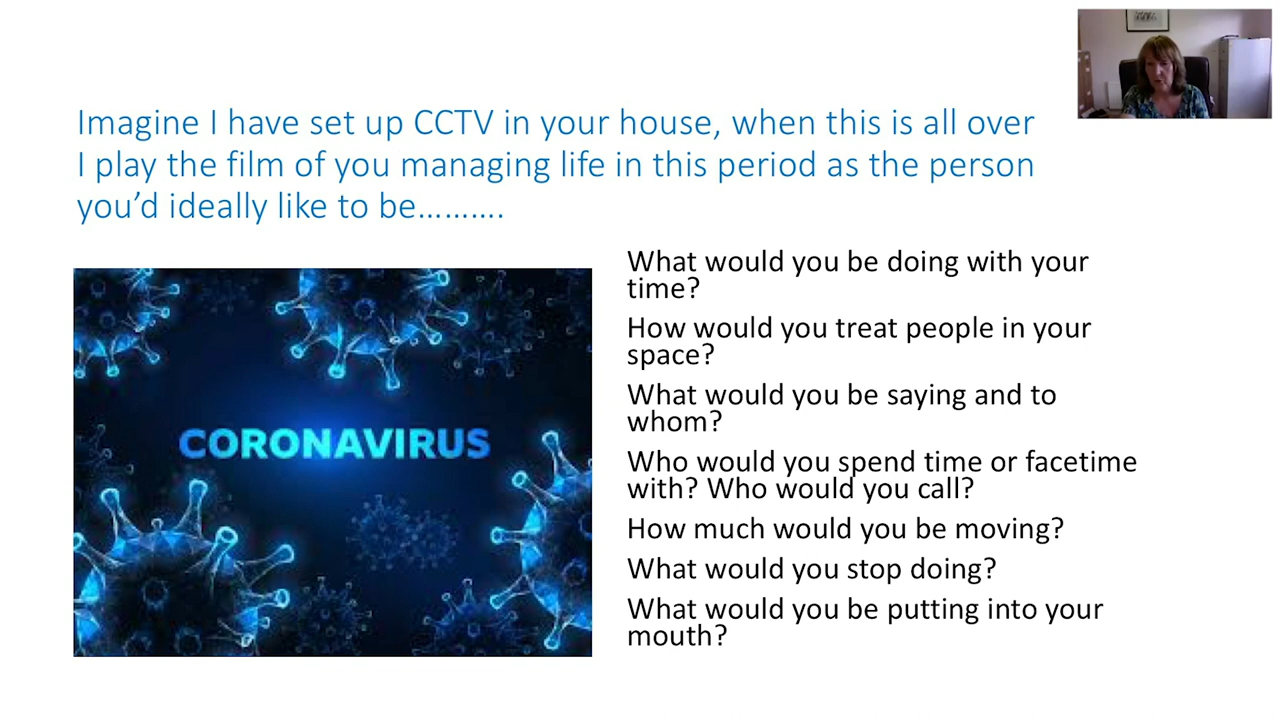 Imagine I have set up CCTV in your house, when this is all over
I play the film of you managing life in this period as the person
you’d ideally like to be……….
CORONAVIRUS
What would you be doing with your
time?
How would you treat people in your
space?
What would you be saying and to
whom?
Who would you spend time or facetime
with? Who would you call?
How much would you be moving?
What would you stop doing?
What would you be putting into your
mouth?